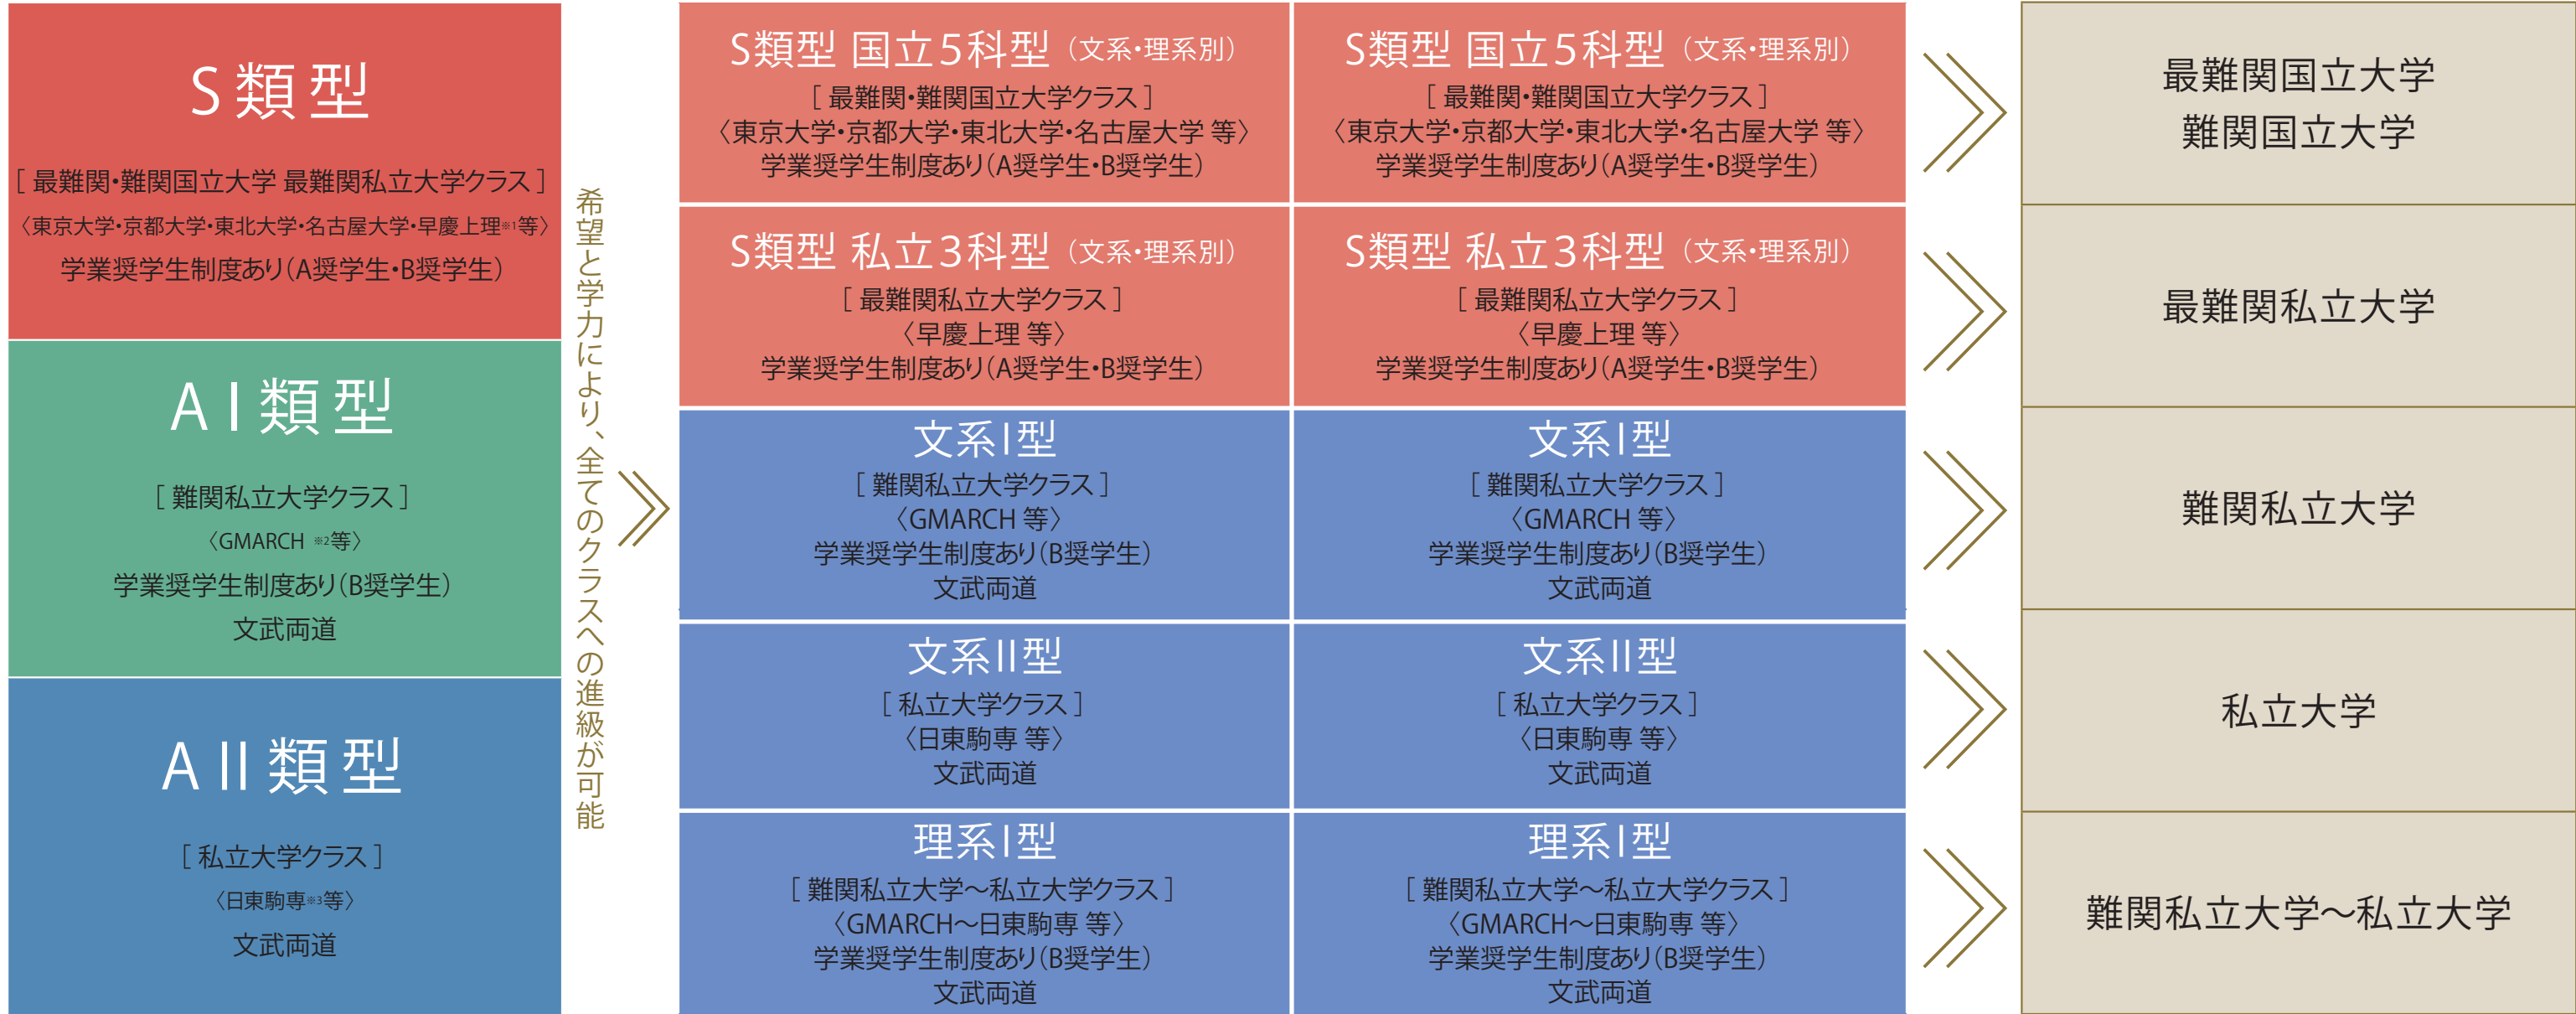 S類型
［ 最難関・難関国立大学 最難関私立大学クラス ］
〈東京大学・京都大学・東北大学・名古屋大学・早慶上理※1等〉
学業奨学生制度あり（A奨学生・B奨学生）
AⅠ類型
［ 難関私立大学クラス ］
〈GMARCH ※2等〉
学業奨学生制度あり（B奨学生）
文武両道
AⅡ類型
［ 私立大学クラス ］
〈日東駒専※3等〉
文武両道
希望と学力により、全てのクラスへの進級が可能
S類型 国立5科型（文系・理系別）
［ 最難関・難関国立大学クラス ］
〈東京大学・京都大学・東北大学・名古屋大学 等〉
学業奨学生制度あり（A奨学生・B奨学生）
S類型 私立3科型（文系・理系別）
［ 最難関私立大学クラス ］
〈早慶上理 等〉
学業奨学生制度あり（A奨学生・B奨学生）
文系Ⅰ型
［ 難関私立大学クラス ］
〈GMARCH 等〉
学業奨学生制度あり（B奨学生）
文武両道
文系Ⅱ型
［ 私立大学クラス ］
〈日東駒専 等〉
文武両道
理系Ⅰ型
［ 難関私立大学～私立大学クラス ］
〈GMARCH～日東駒専 等〉
学業奨学生制度あり（B奨学生）
文武両道
S類型 国立5科型（文系・理系別）
［ 最難関・難関国立大学クラス ］
〈東京大学・京都大学・東北大学・名古屋大学 等〉
学業奨学生制度あり（A奨学生・B奨学生）
S類型 私立3科型（文系・理系別）
［ 最難関私立大学クラス ］
〈早慶上理 等〉
学業奨学生制度あり（A奨学生・B奨学生）
文系Ⅰ型
［ 難関私立大学クラス ］
〈GMARCH 等〉
学業奨学生制度あり（B奨学生）
文武両道
文系Ⅱ型
［ 私立大学クラス ］
〈日東駒専 等〉
文武両道
理系Ⅰ型
［ 難関私立大学～私立大学クラス ］
〈GMARCH～日東駒専 等〉
学業奨学生制度あり（B奨学生）
文武両道
最難関国立大学
難関国立大学
最難関私立大学
難関私立大学
私立大学
難関私立大学～私立大学